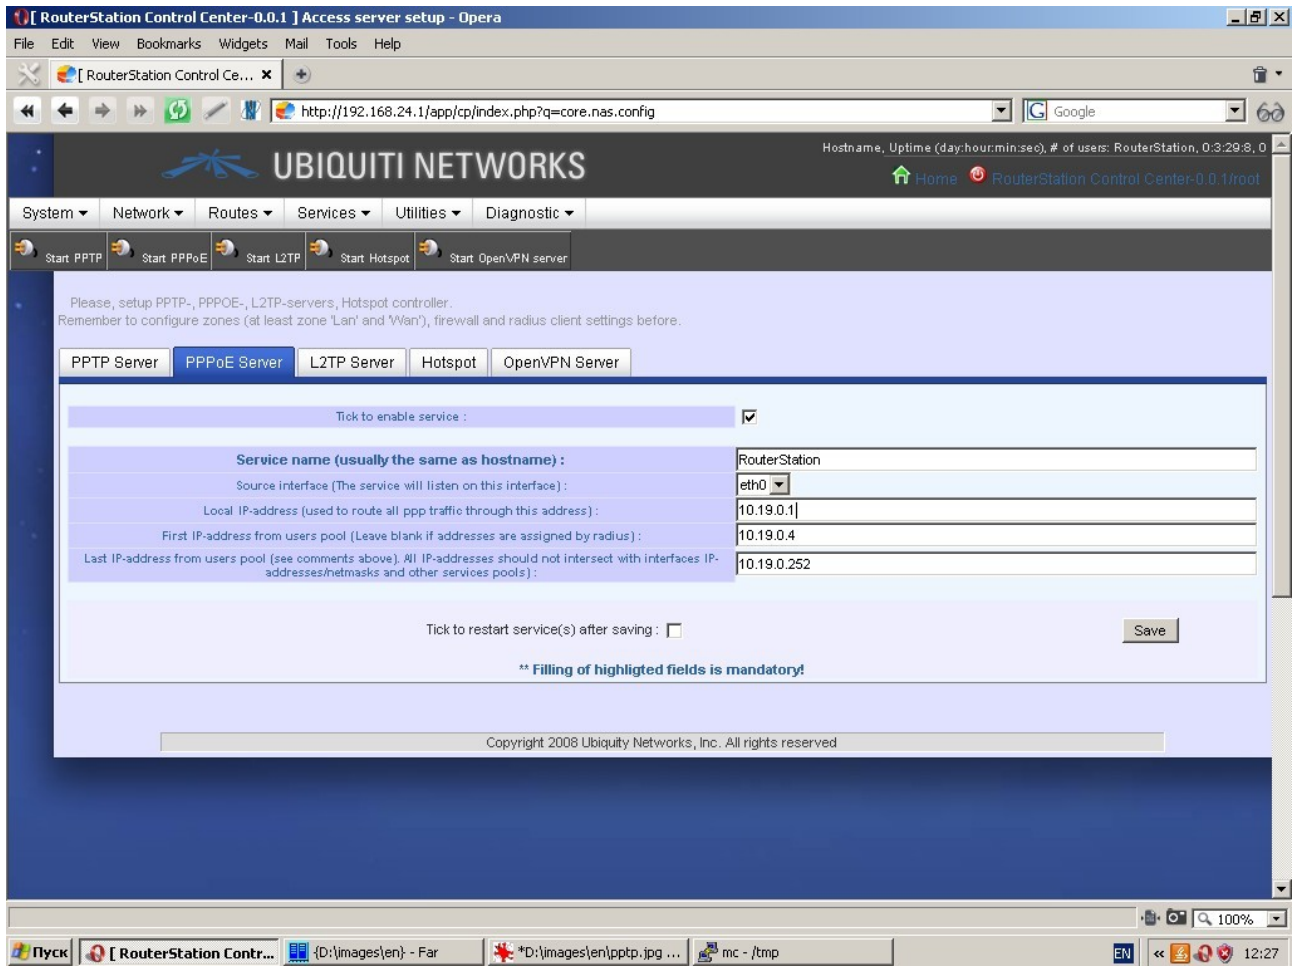 [ RouterStation Control Center-0.0.1 ] Access server setup - Opera
File Edit View Bookmarks Widgets Mail Tools Help
[ RouterStation Control Ce...
http://192.168.24.1/app/cp/index.php?q=core.nas.config
Google
Hostname, Uptime (day:hour:min:sec), # of users: RouterStation, 0:3:29:8, 0
UBIQUITI NETWORKS
Home RouterStation Control Center-0.0.1/root
System Network Routes Services Utilities Diagnostic
Start PPTP Start PPPoE Start L2TP Start Hotspot Start OpenVPN server
Please, setup PPTP-, PPPOE-, L2TP-servers, Hotspot controller.
Remember to configure zones (at least zone 'Lan' and 'Wan'), firewall and radius client settings before.
PPTP Server PPPoE Server L2TP Server Hotspot OpenVPN Server
Tick to enable service :
Service name (usually the same as hostname) : RouterStation
Source interface (The service will listen on this interface) : eth0
Local IP-address (used to route all ppp traffic through this address) : 10.19.0.1
First IP-address from users pool (Leave blank if addresses are assigned by radius) : 10.19.0.4
Last IP-address from users pool (see comments above). All IP-addresses should not intersect with interfaces IP-
addresses/netmasks and other services pools) : 10.19.0.252
Tick to restart service(s) after saving : Save
** Filling of highligted fields is mandatory!
Copyright 2008 Ubiquity Networks, Inc. All rights reserved
100%
Пуск [ RouterStation Contr... {D:\images\en} - Far *D:\images\en\pptp.jpg ... mc - /tmp EN « 12:27